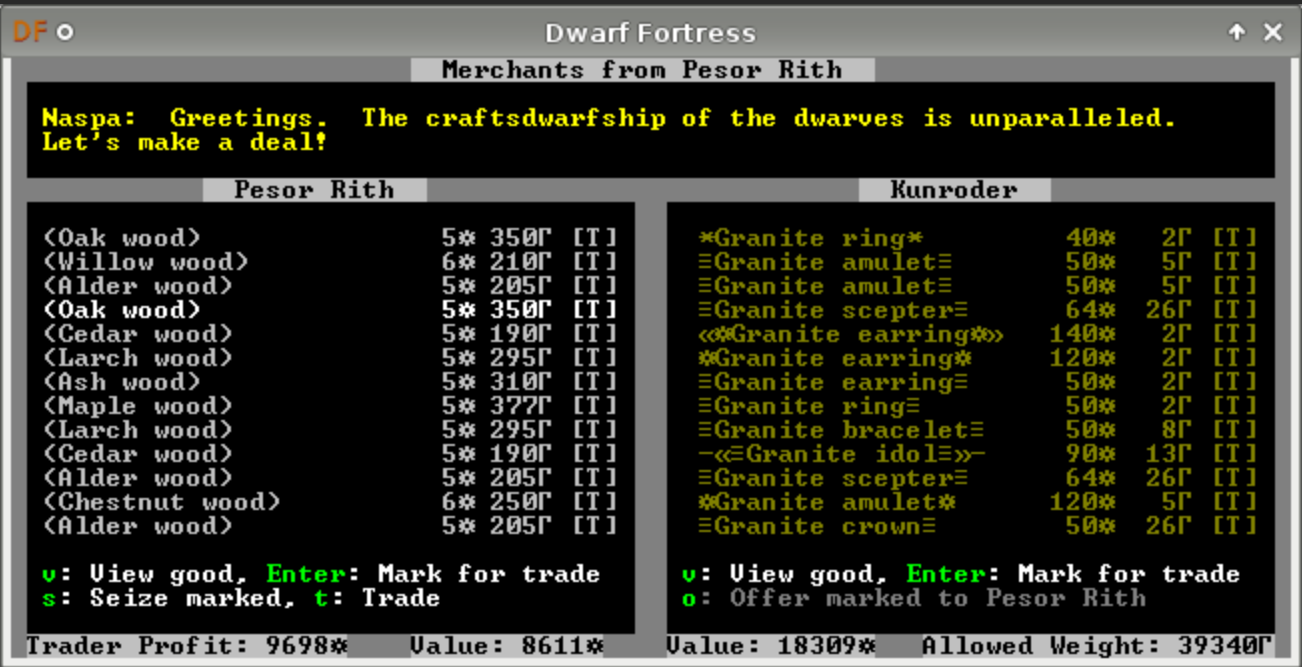 DF Dwarf Fortress
Merchants from Pesor Rith
Naspa: Greetings. The craftsdwarfship of the dwarves is unparalleled.
Let's make a deal!
Pesor Rith
(Oak wood) 5☼ 350Γ [T]
(Willow wood) 6☼ 210Γ [T]
(Alder wood) 5☼ 205Γ [T]
(Oak wood) 5☼ 350Γ [T]
(Cedar wood) 5☼ 190Γ [T]
(Larch wood) 5☼ 295Γ [T]
(Ash wood) 5☼ 310Γ [T]
(Maple wood) 5☼ 377Γ [T]
(Larch wood) 5☼ 295Γ [T]
(Cedar wood) 5☼ 190Γ [T]
(Alder wood) 5☼ 205Γ [T]
(Chestnut wood) 6☼ 250Γ [T]
(Alder wood) 5☼ 205Γ [T]
v: View good, Enter: Mark for trade
s: Seize marked, t: Trade
Trader Profit: 9698☼ Value: 8611☼
Kunroder
*Granite ring* 40☼ 2Γ [T]
≡Granite amulet≡ 50☼ 5Γ [T]
≡Granite amulet≡ 50☼ 5Γ [T]
≡Granite scepter≡ 64☼ 26Γ [T]
«☼Granite earring☼» 140☼ 2Γ [T]
☼Granite earring☼ 120☼ 2Γ [T]
≡Granite earring≡ 50☼ 2Γ [T]
≡Granite ring≡ 50☼ 2Γ [T]
≡Granite bracelet≡ 50☼ 8Γ [T]
-«≡Granite idol≡»- 90☼ 13Γ [T]
≡Granite scepter≡ 64☼ 26Γ [T]
☼Granite amulet☼ 120☼ 5Γ [T]
≡Granite crown≡ 50☼ 26Γ [T]
v: View good, Enter: Mark for trade
o: Offer marked to Pesor Rith
Value: 18309☼ Allowed Weight: 39340Γ